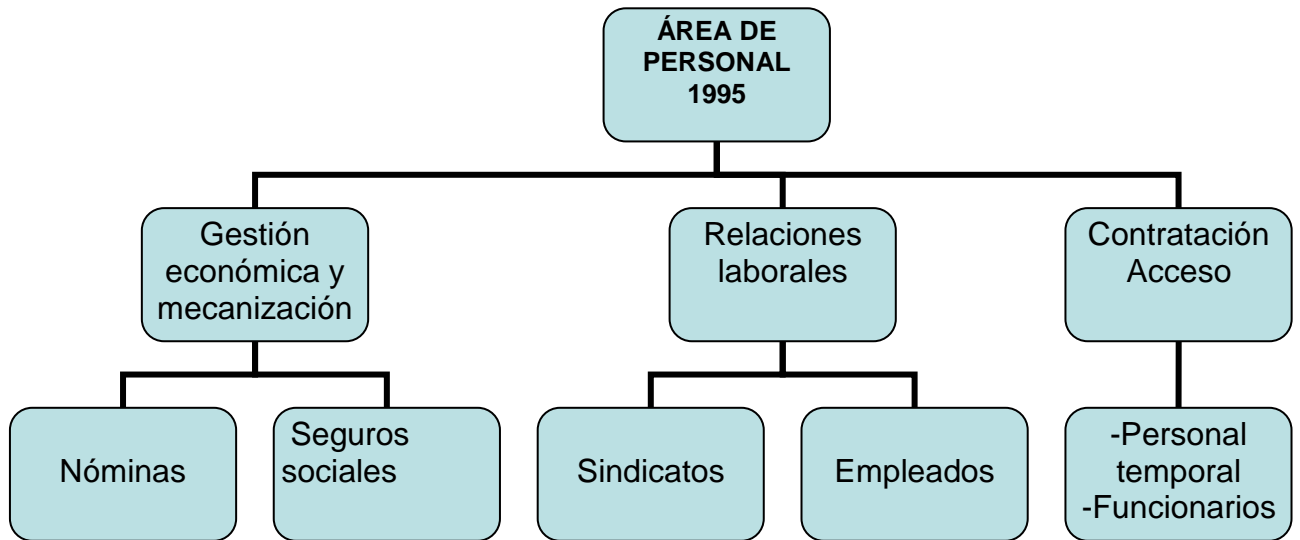 ÁREA DE
PERSONAL
1995
Gestión
económica y
mecanización
Relaciones
laborales
Contratación
Acceso
Nóminas
Seguros
sociales
Sindicatos
Empleados
-Personal
temporal
-Funcionarios